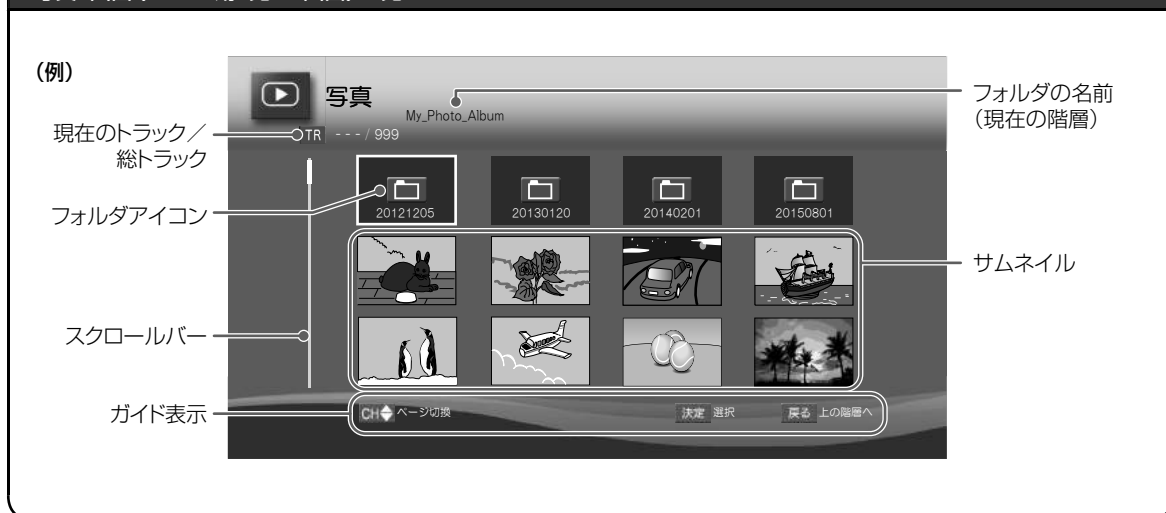 (例)
写真
My_Photo_Album
フォルダの名前
(現在の階層)
現在のトラック/
総トラック
TR - - - / 999
フォルダアイコン
20121205
20130120
20140201
20150801
サムネイル
スクロールバー
ガイド表示
CH ページ切換
決定 選択
戻る 上の階層へ